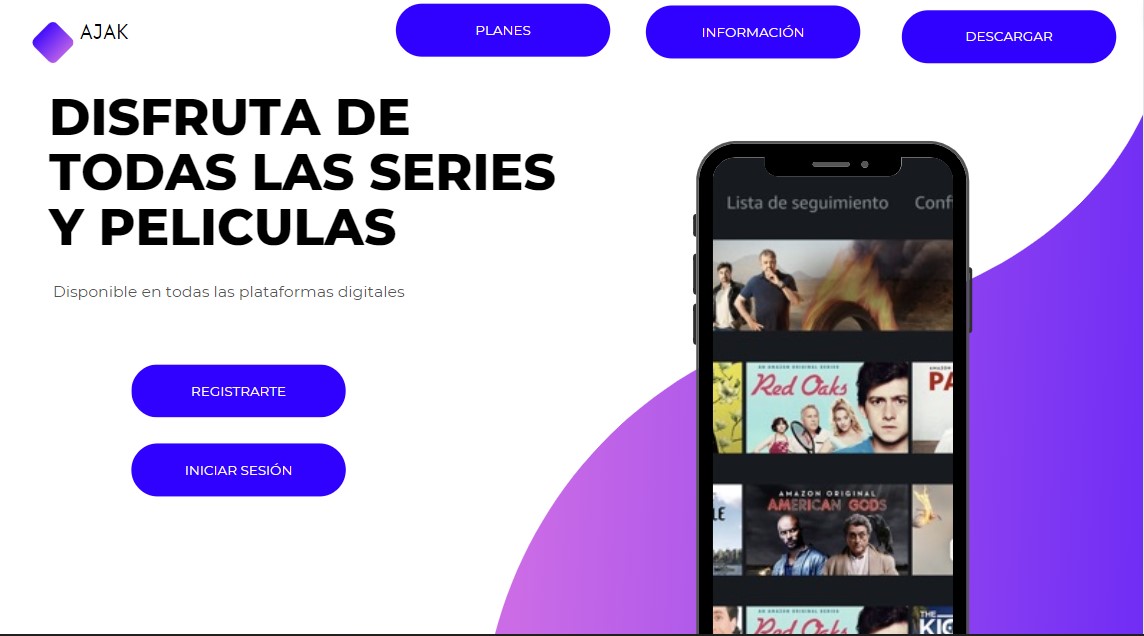 AJAK
PLANES
INFORMACIÓN
DESCARGAR
DISFRUTA DE
TODAS LAS SERIES
Y PELICULAS
Disponible en todas las plataformas digitales
REGISTRARTE
INICIAR SESIÓN
Lista de seguimiento
Conf
AN AMAZON ORIGINAL SERIES
Red Oaks
AMAZON
PA
LE
AMAZON ORIGINAL
AMERICAN GODS
AN AMAZON ORIGINAL SERIES
Red Oaks
THE
KIC